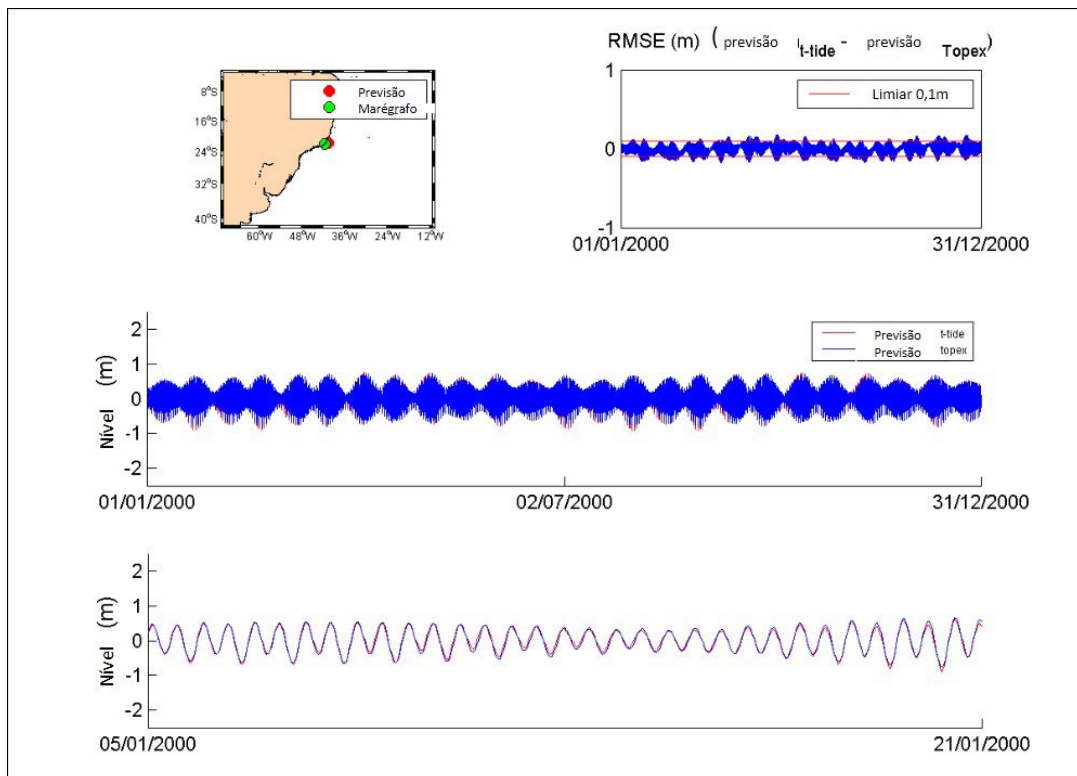 8°S
16°S
24°S
32°S
40°S
60°W 48°W 36°W 24°W 12°W
Previsão
Marégrafo
RMSE (m) ( previsão t-tide - previsão Topex)
1
0
-1
Limiar 0,1m
01/01/2000 31/12/2000
Nível (m)
2
1
0
-1
-2
Previsão t-tide
Previsão topex
01/01/2000 02/07/2000 31/12/2000
Nível (m)
2
1
0
-1
-2
05/01/2000 21/01/2000